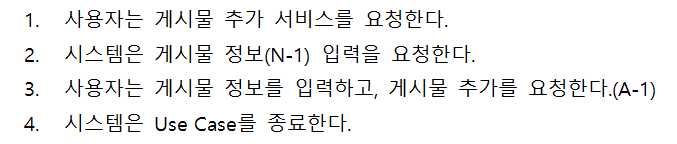 1. 사용자는 게시물 추가 서비스를 요청한다.
2. 시스템은 게시물 정보(N-1) 입력을 요청한다.
3. 사용자는 게시물 정보를 입력하고, 게시물 추가를 요청한다.(A-1)
4. 시스템은 Use Case를 종료한다.